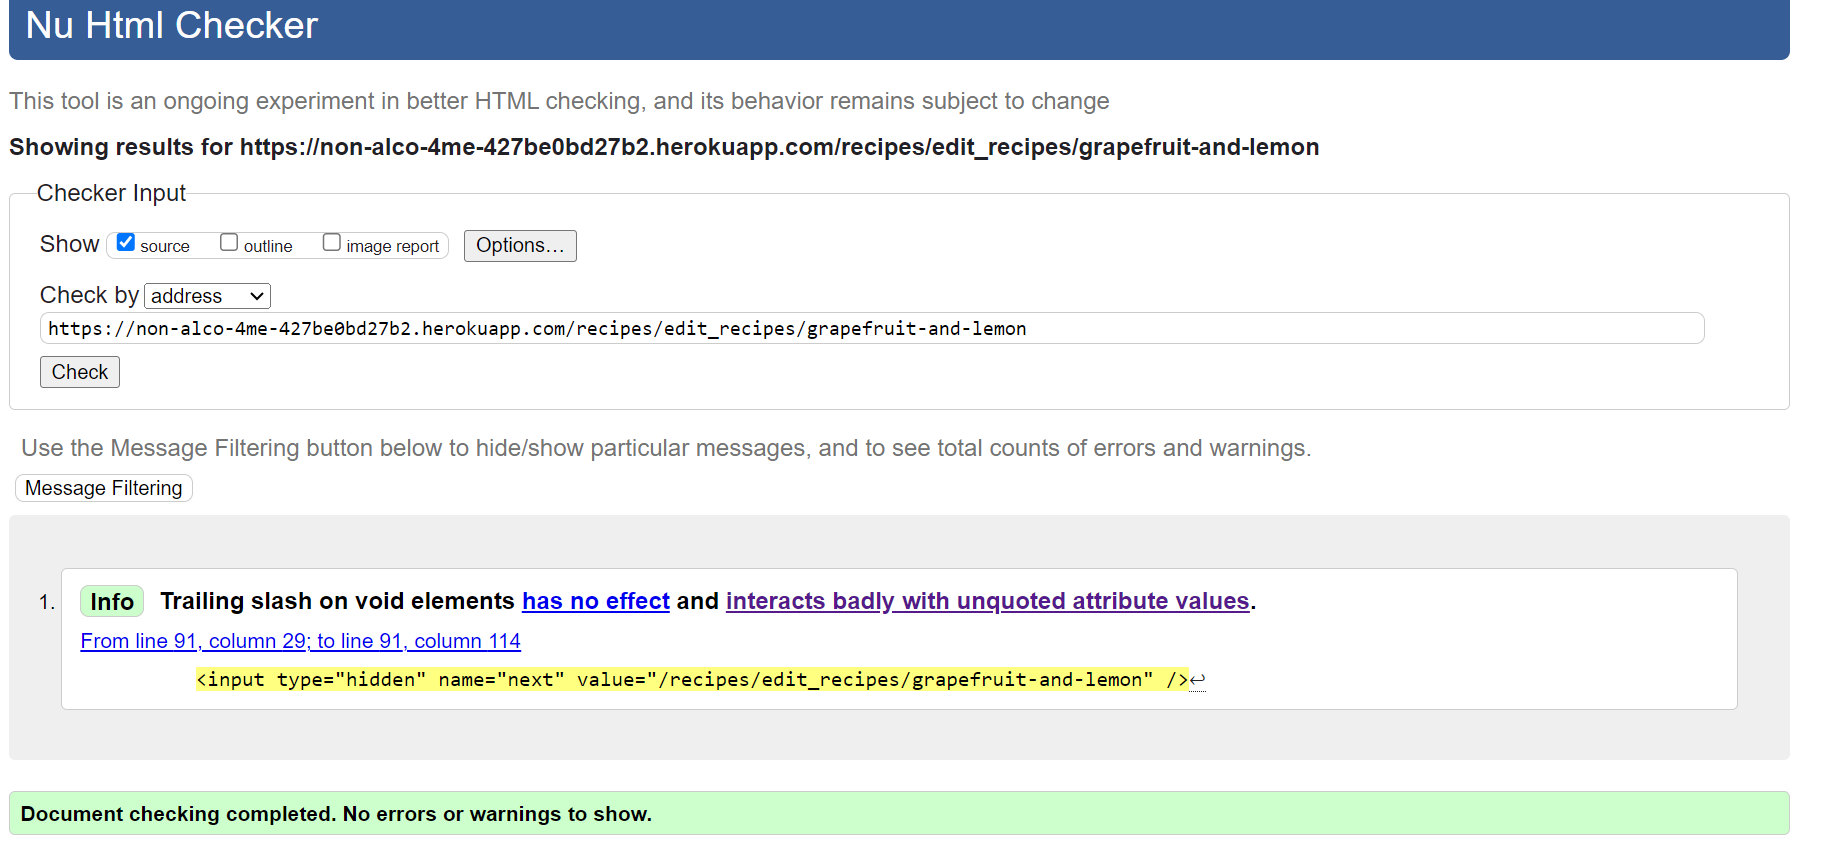 Nu Html Checker
This tool is an ongoing experiment in better HTML checking, and its behavior remains subject to change
Showing results for https://non-alco-4me-427be0bd27b2.herokuapp.com/recipes/edit_recipes/grapefruit-and-lemon
Checker Input
Show source outline image report Options...
Check by address
https://non-alco-4me-427be0bd27b2.herokuapp.com/recipes/edit_recipes/grapefruit-and-lemon
Check
Use the Message Filtering button below to hide/show particular messages, and to see total counts of errors and warnings.
Message Filtering
1. Info Trailing slash on void elements has no effect and interacts badly with unquoted attribute values.
From line 91, column 29; to line 91, column 114
<input type="hidden" name="next" value="/recipes/edit_recipes/grapefruit-and-lemon" />↩
Document checking completed. No errors or warnings to show.